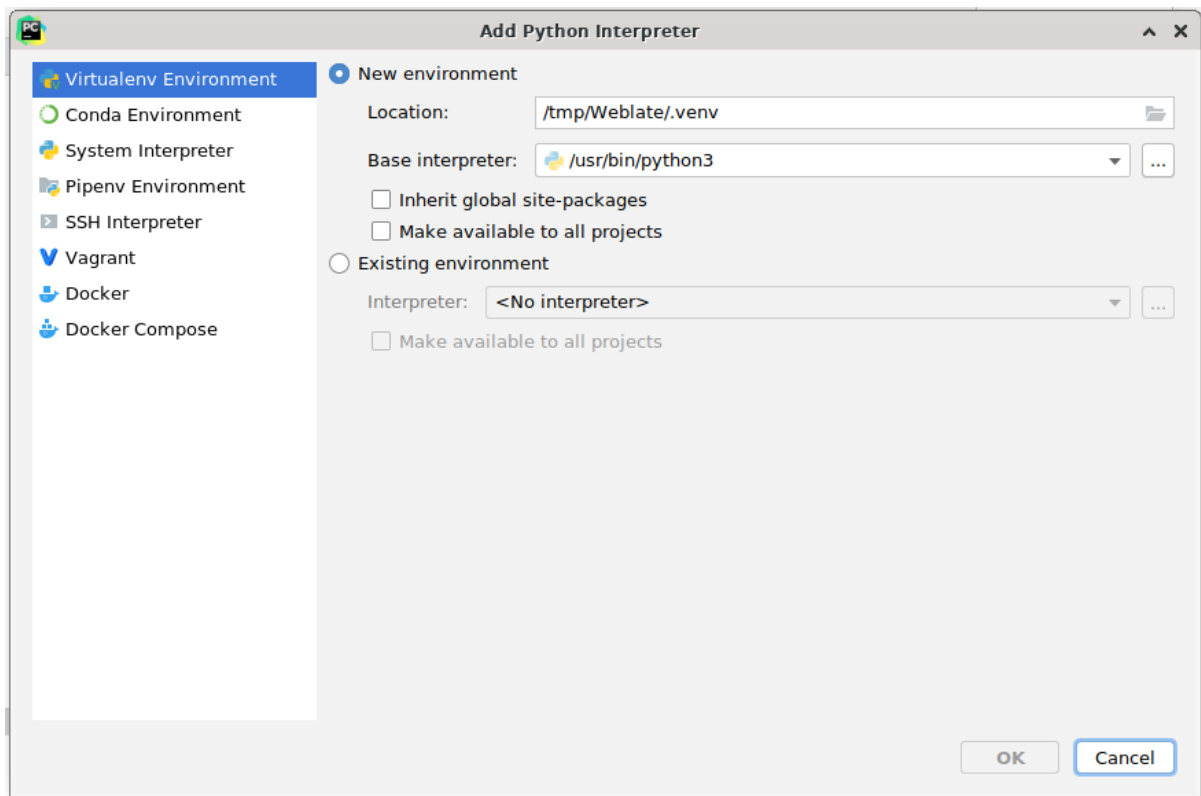 Add Python Interpreter
Virtualenv Environment
Conda Environment
System Interpreter
Pipenv Environment
SSH Interpreter
Vagrant
Docker
Docker Compose
New environment
Location: /tmp/Weblate/.venv
Base interpreter: /usr/bin/python3 ...
Inherit global site-packages
Make available to all projects
Existing environment
Interpreter: <No interpreter> ...
Make available to all projects
OK Cancel